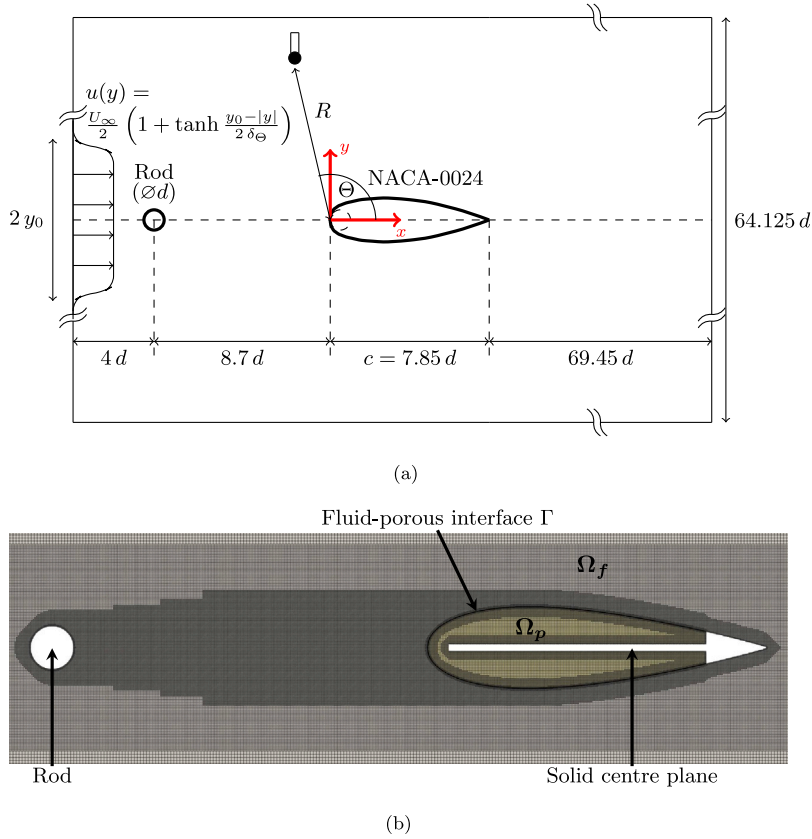 u(y) =
U∞/2 (1 + tanh y₀−|y| / 2 δΘ)
R
y
Rod
(∅d)
Θ
NACA-0024
2 y₀
x
64.125 d
4 d
8.7 d
c = 7.85 d
69.45 d
(a)
Fluid-porous interface Γ
Ωf
Ωp
Rod
Solid centre plane
(b)